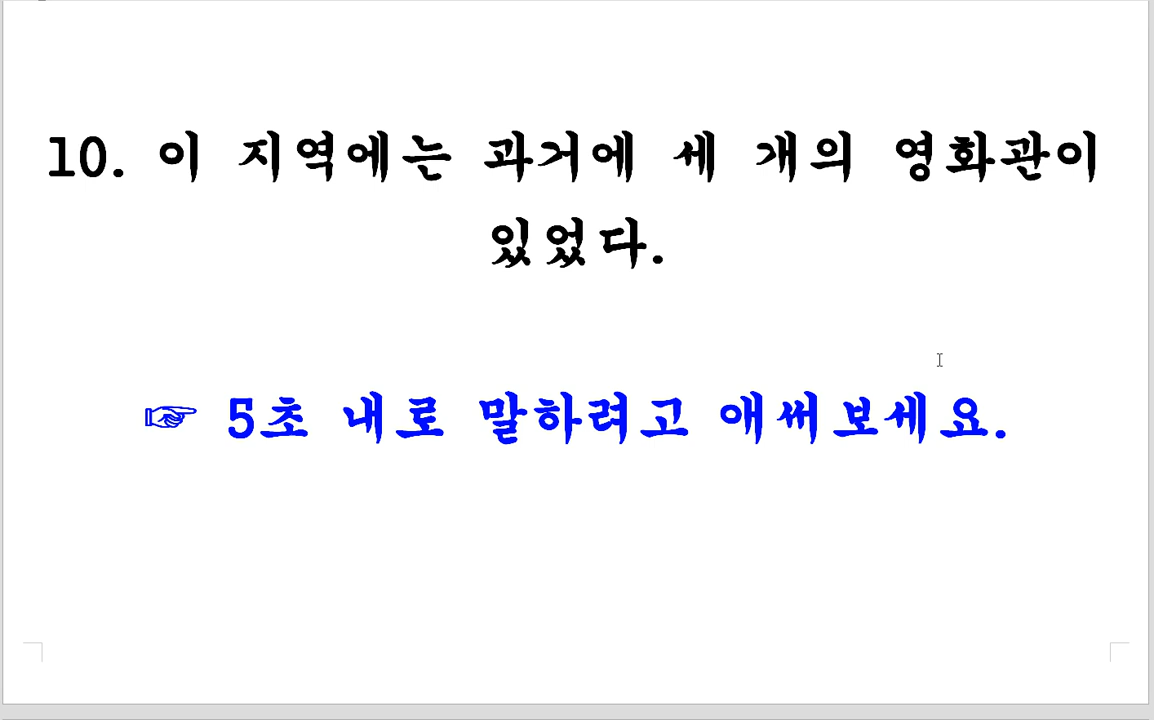 10. 이 지역에는 과거에 세 개의 영화관이
있었다.
☞ 5초 내로 말하려고 애써보세요.